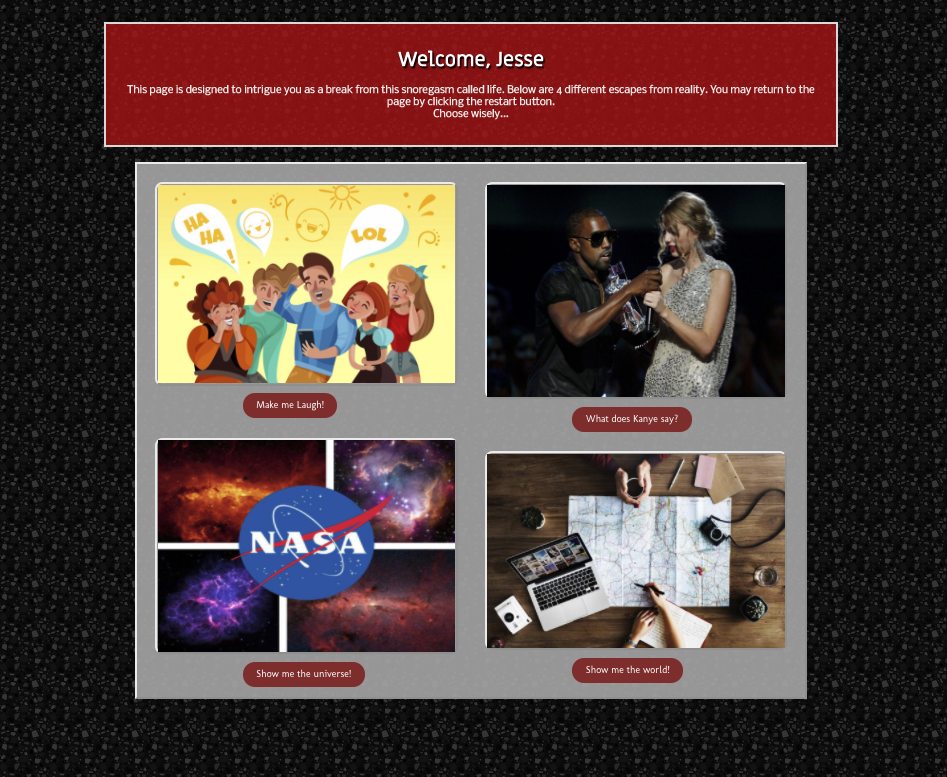 Welcome, Jesse
This page is designed to intrigue you as a break from this snoregasm called life. Below are 4 different escapes from reality. You may return to the
page by clicking the restart button.
Choose wisely...
HA
HA
!
LOL
Make me Laugh!
What does Kanye say?
NASA
Show me the universe!
Show me the world!